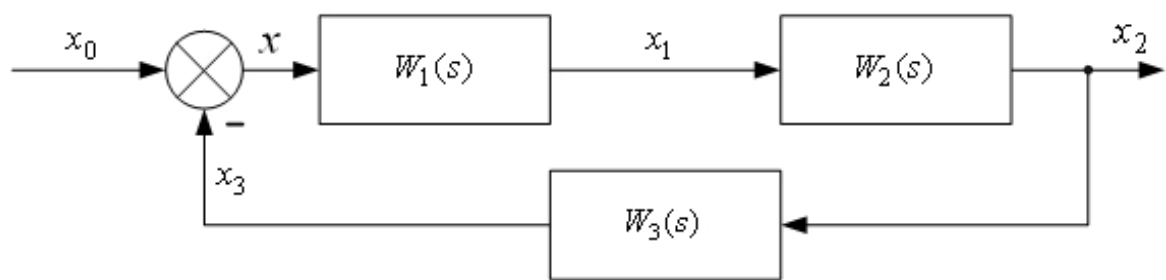 x₀
x
W₁(s)
x₁
W₂(s)
x₂
–
x₃
W₃(s)